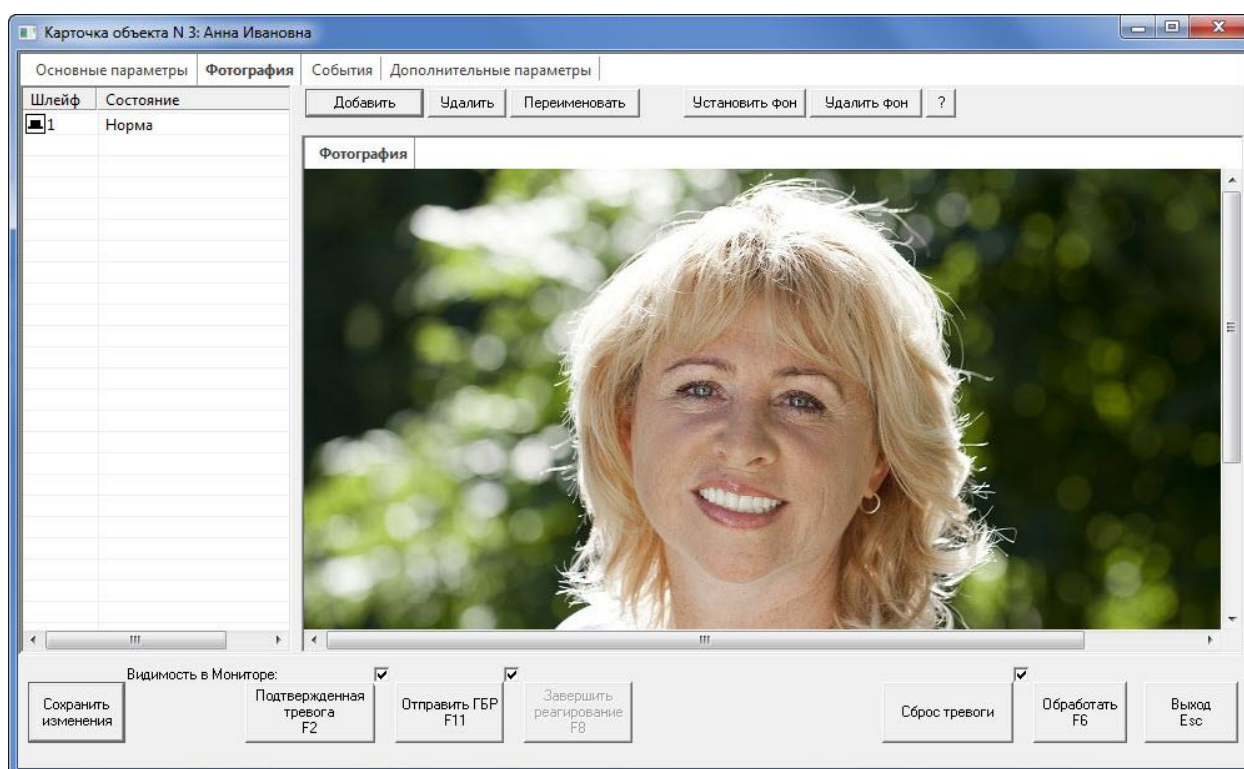 Карточка объекта N 3: Анна Ивановна
Основные параметры Фотография События Дополнительные параметры
Шлейф Состояние
1 Норма
Добавить Удалить Переименовать Установить фон Удалить фон ?
Фотография
Видимость в Мониторе:
Сохранить изменения
Подтвержденная тревога F2
Отправить ГБР F11
Завершить реагирование F8
Сброс тревоги
Обработать F6
Выход Esc